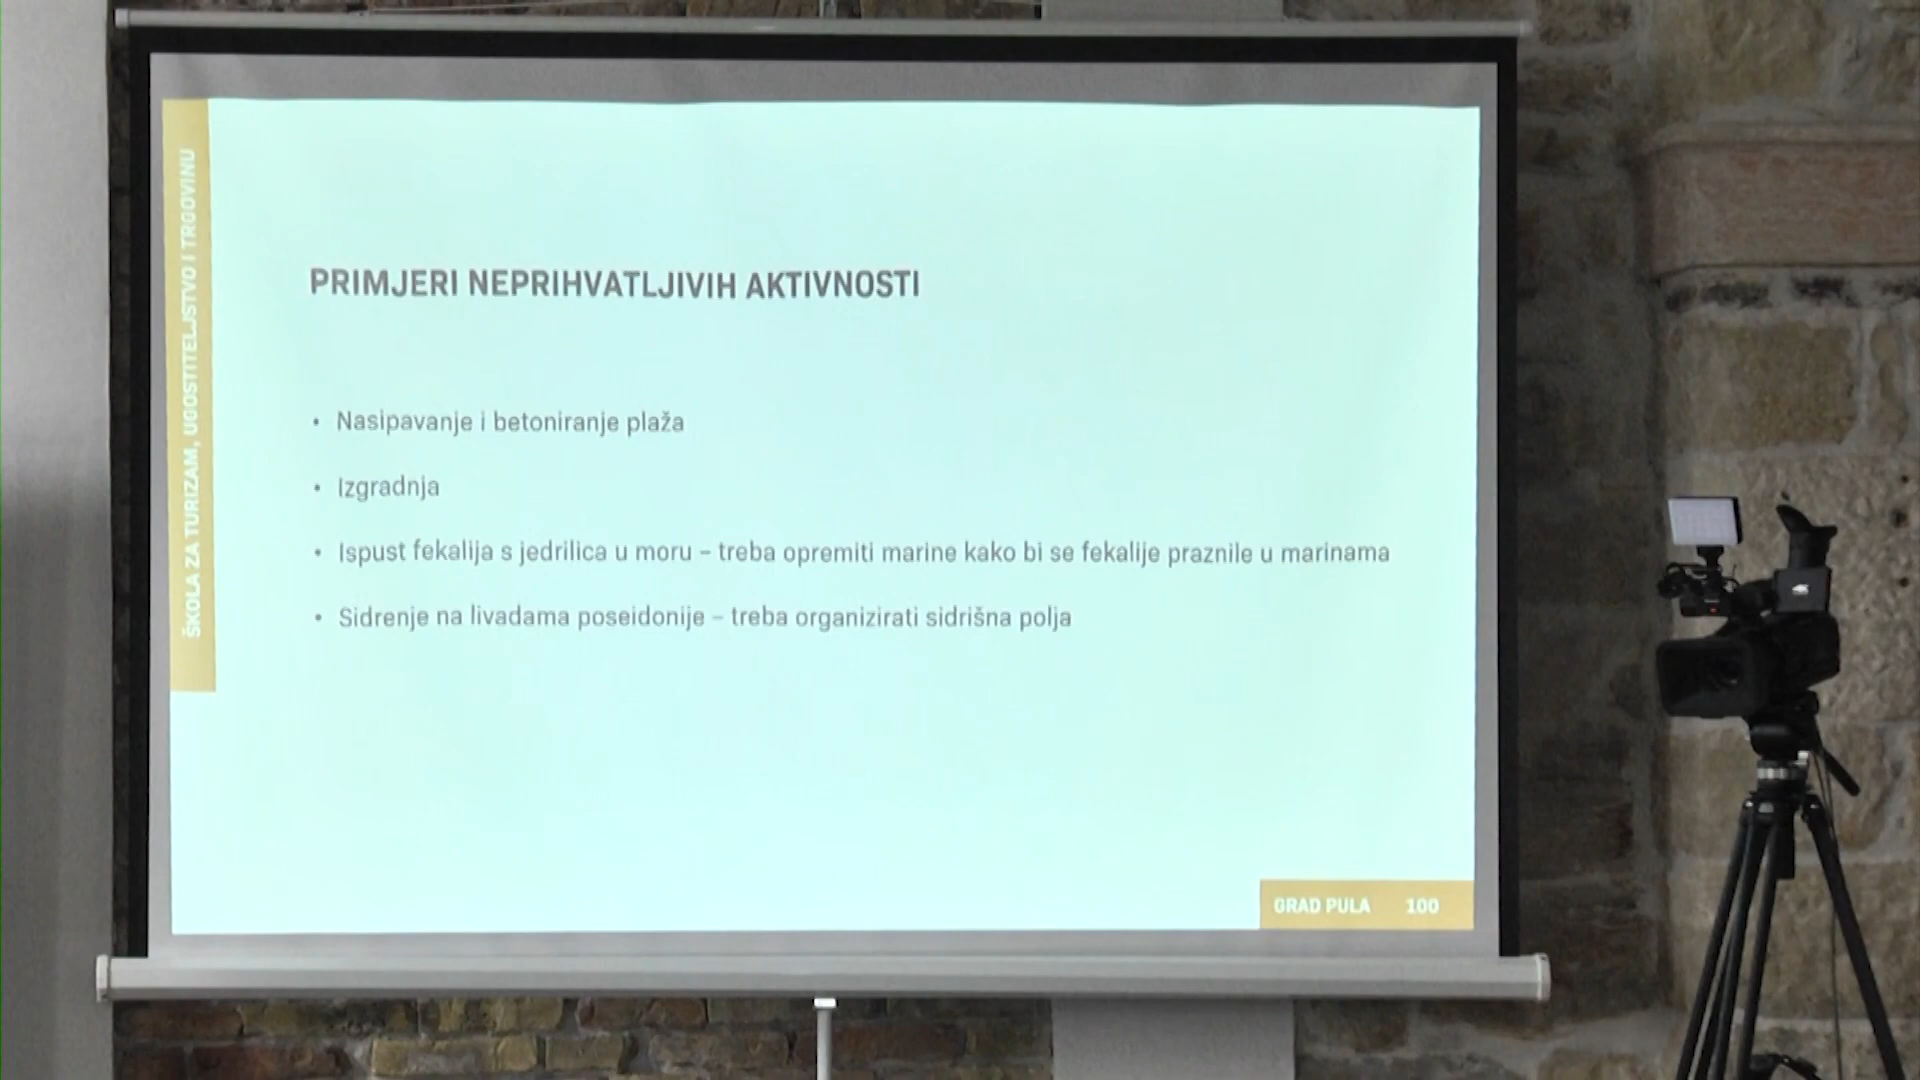 ŠKOLA ZA TURIZAM, UGOSTITELJSTVO I TRGOVINU
PRIMJERI NEPRIHVATLJIVIH AKTIVNOSTI
• Nasipavanje i betoniranje plaža
• Izgradnja
• Ispust fekalija s jedrilica u moru – treba opremiti marine kako bi se fekalije praznile u marinama
• Sidrenje na livadama poseidonije – treba organizirati sidrišna polja
GRAD PULA 100